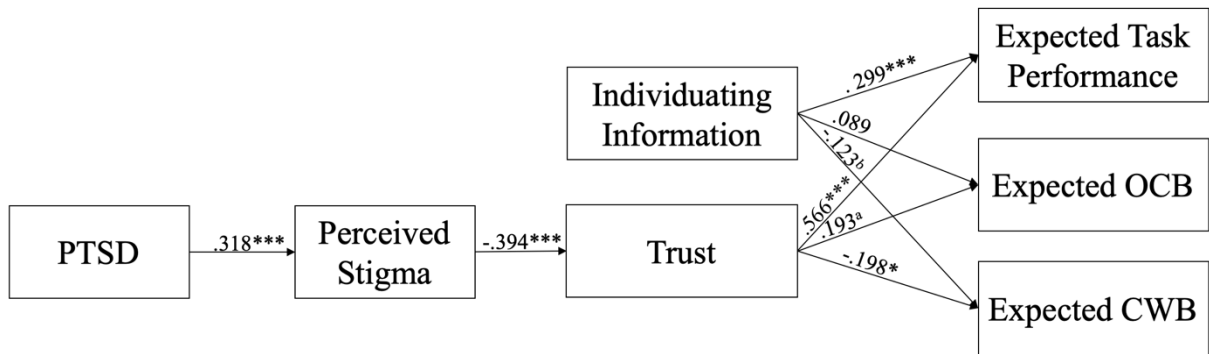 Expected Task
Performance
.299***
Individuating
Information
.089
-.123ᵇ
Expected OCB
.566***
.193ᵃ
PTSD
.318***
Perceived
Stigma
-.394***
Trust
-.198*
Expected CWB